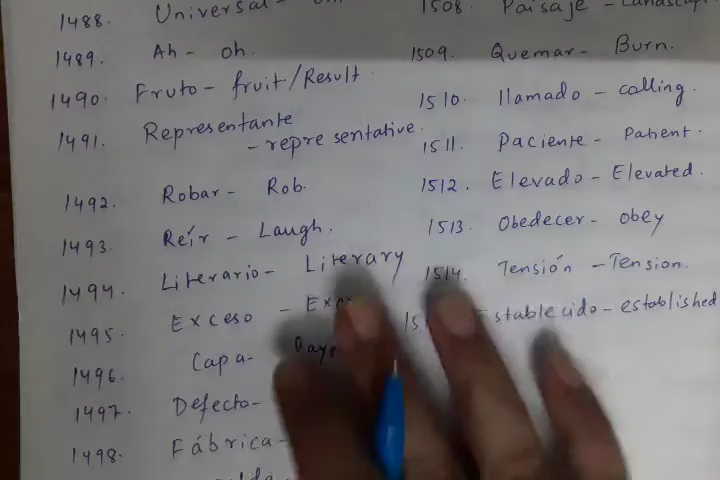 1488. Universal -
1489. Ah - oh.
1490. Fruto - fruit/Result
1491. Representante
- representative.
1492. Robar - Rob.
1493. Reír - Laugh.
1494. Literario - Literary
1495. Exceso -
1496. Capa -
1497. Defecto -
1498. Fábrica -
1508. Paisaje -
1509. Quemar - Burn.
1510. llamado - calling.
1511. Paciente - Patient.
1512. Elevado - Elevated.
1513. Obedecer - obey
1514. Tensión - Tension.
establecido - established